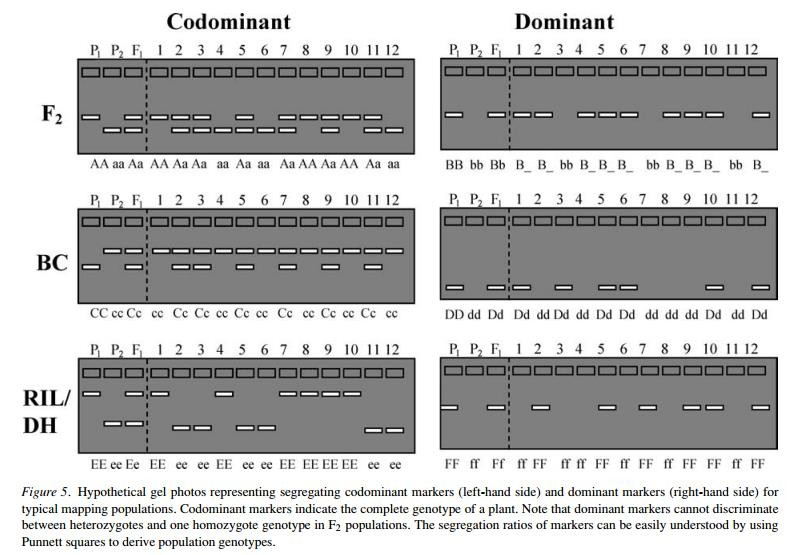 Codominant Dominant
P1 P2 F1 1 2 3 4 5 6 7 8 9 10 11 12 P1 P2 F1 1 2 3 4 5 6 7 8 9 10 11 12
F2
AA aa Aa AA Aa Aa aa Aa aa Aa AA Aa AA Aa aa BB bb Bb B_ B_ bb B_ B_ B_ bb B_ B_ B_ bb B_
P1 P2 F1 1 2 3 4 5 6 7 8 9 10 11 12 P1 P2 F1 1 2 3 4 5 6 7 8 9 10 11 12
BC
CC cc Cc cc Cc Cc cc Cc cc Cc cc Cc cc Cc cc DD dd Dd Dd dd Dd dd Dd Dd dd dd dd Dd dd Dd
P1 P2 F1 1 2 3 4 5 6 7 8 9 10 11 12 P1 P2 F1 1 2 3 4 5 6 7 8 9 10 11 12
RIL/
DH
EE ee Ee EE ee ee EE ee ee EE EE EE EE ee ee FF ff Ff ff FF ff ff FF ff FF ff FF FF ff FF
Figure 5. Hypothetical gel photos representing segregating codominant markers (left-hand side) and dominant markers (right-hand side) for
typical mapping populations. Codominant markers indicate the complete genotype of a plant. Note that dominant markers cannot discriminate
between heterozygotes and one homozygote genotype in F2 populations. The segregation ratios of markers can be easily understood by using
Punnett squares to derive population genotypes.